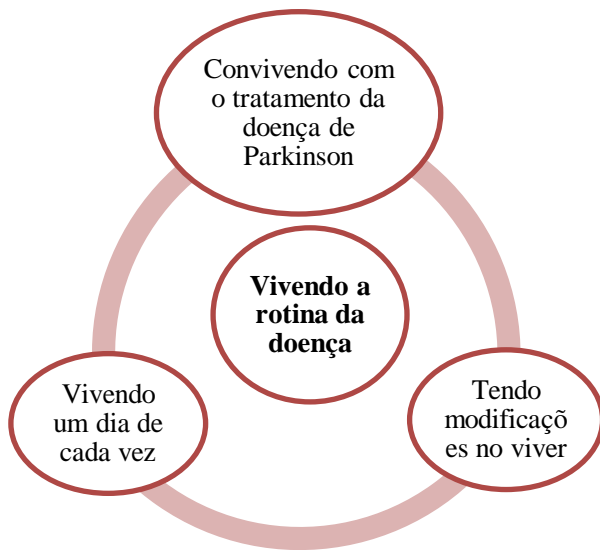 Convivendo com
o tratamento da
doença de
Parkinson
Vivendo a
rotina da
doença
Vivendo
um dia de
cada vez
Tendo
modificaçõ
es no viver